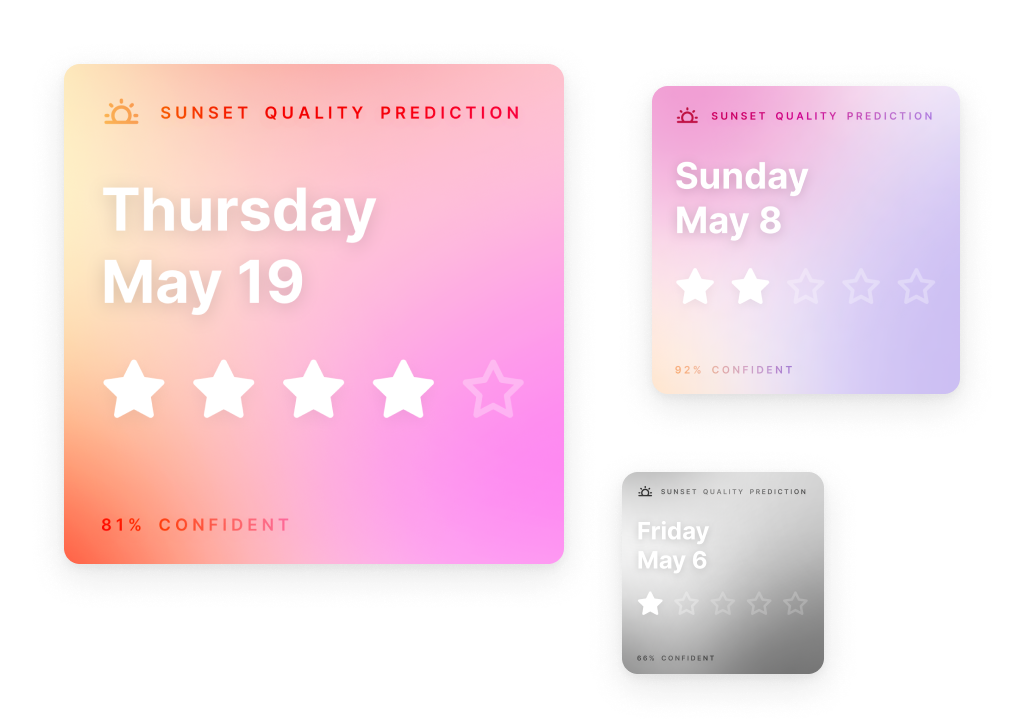 SUNSET QUALITY PREDICTION
Thursday
May 19
81% CONFIDENT
SUNSET QUALITY PREDICTION
Sunday
May 8
92% CONFIDENT
SUNSET QUALITY PREDICTION
Friday
May 6
66% CONFIDENT